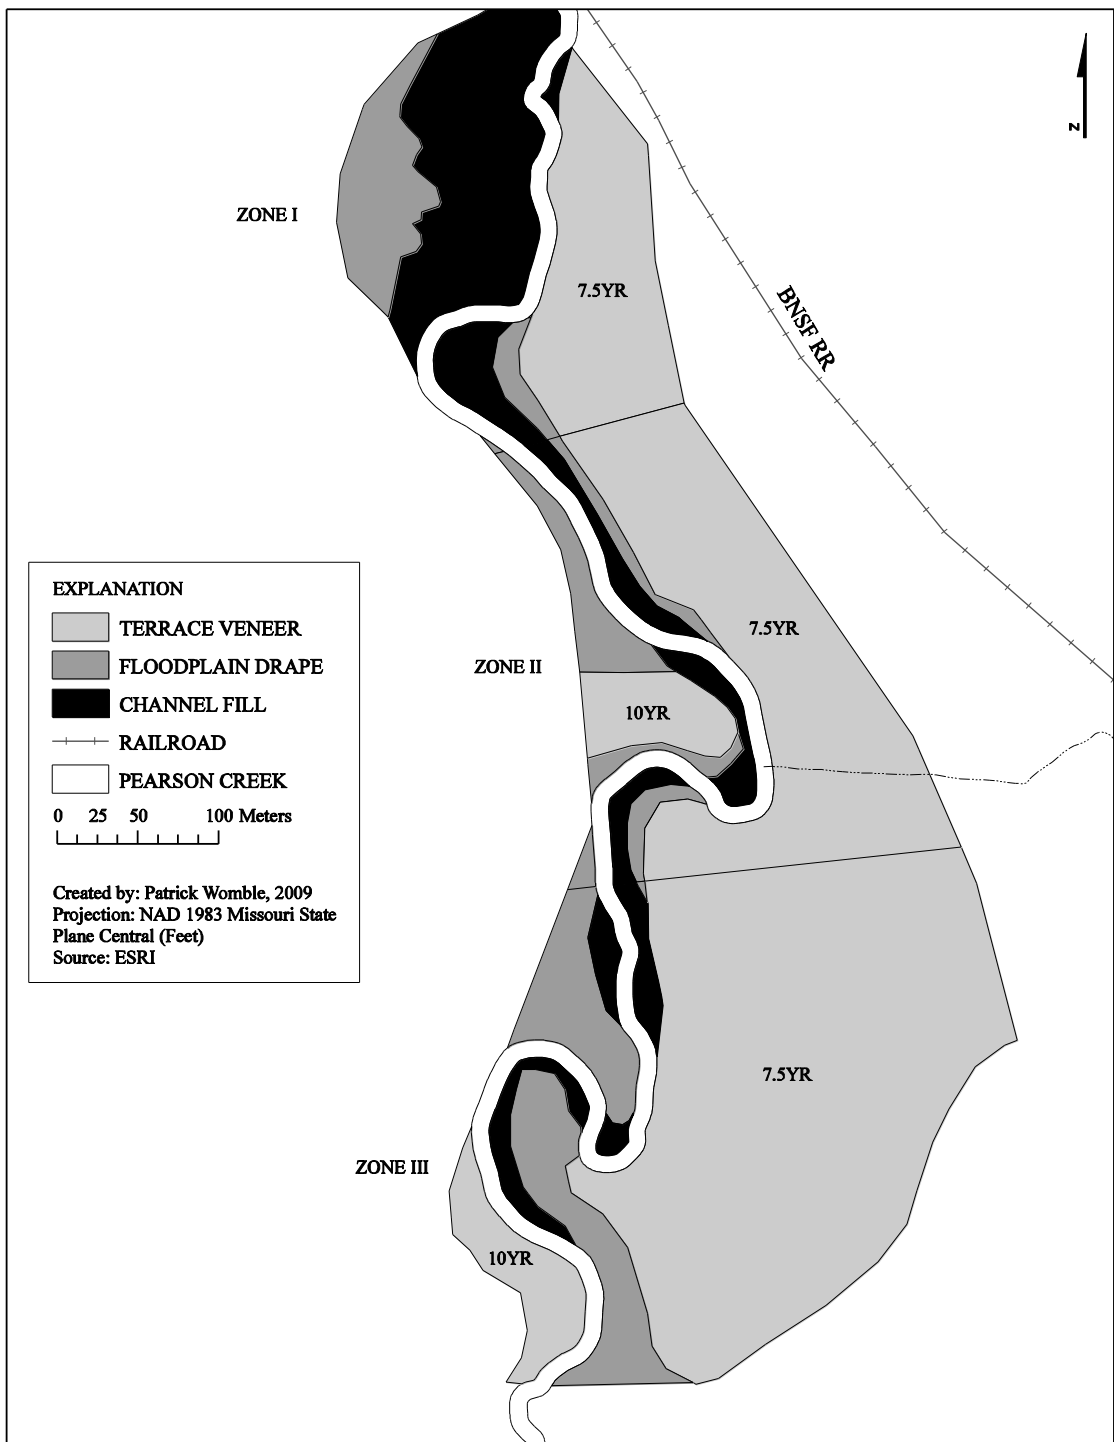 N
ZONE I
7.5YR
BNSF RR
EXPLANATION
TERRACE VENEER
FLOODPLAIN DRAPE
CHANNEL FILL
RAILROAD
PEARSON CREEK
0 25 50 100 Meters
Created by: Patrick Womble, 2009
Projection: NAD 1983 Missouri State
Plane Central (Feet)
Source: ESRI
7.5YR
ZONE II
10YR
7.5YR
ZONE III
10YR